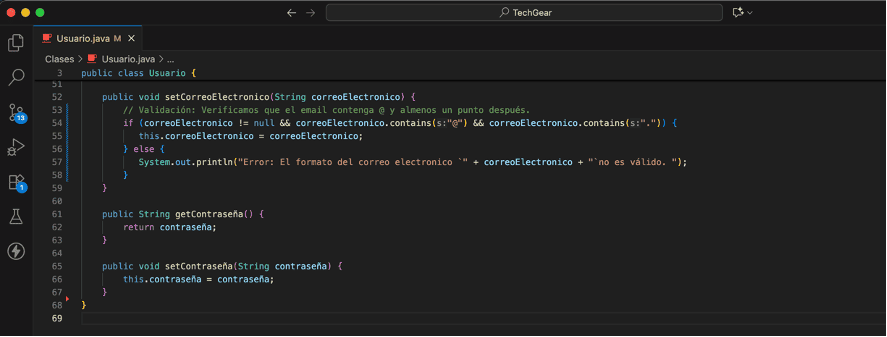 TechGear
Usuario.java M
Clases > Usuario.java > ...
3 public class Usuario {
51
52 public void setCorreoElectronico(String correoElectronico) {
53 // Validación: Verificamos que el email contenga @ y almenos un punto después.
54 if (correoElectronico != null && correoElectronico.contains(s:"@") && correoElectronico.contains(s:".")) {
55 this.correoElectronico = correoElectronico;
56 } else {
57 System.out.println("Error: El formato del correo electronico `" + correoElectronico + "`no es válido. ");
58 }
59 }
60
61 public String getContraseña() {
62 return contraseña;
63 }
64
65 public void setContraseña(String contraseña) {
66 this.contraseña = contraseña;
67 }
68 }
69
13
1